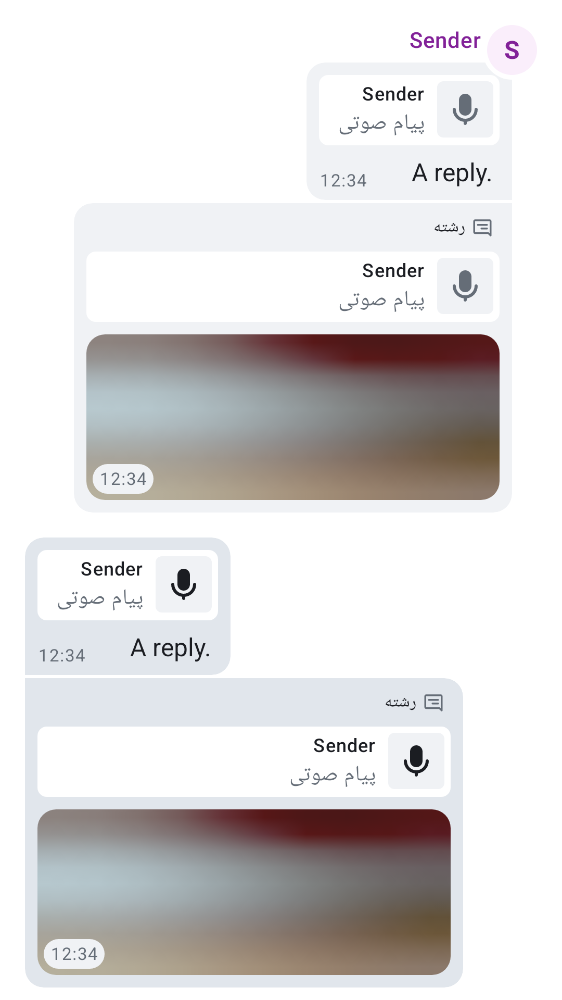 Sender
S
Sender
پیام صوتی
A reply.
12:34
رشته
Sender
پیام صوتی
12:34
Sender
پیام صوتی
A reply.
12:34
رشته
Sender
پیام صوتی
12:34